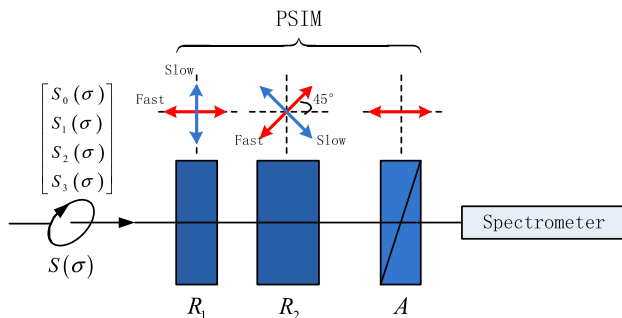 PSIM
Slow
Fast
45°
Fast
Slow
S₀(σ)
S₁(σ)
S₂(σ)
S₃(σ)
S(σ)
Spectrometer
R₁
R₂
A